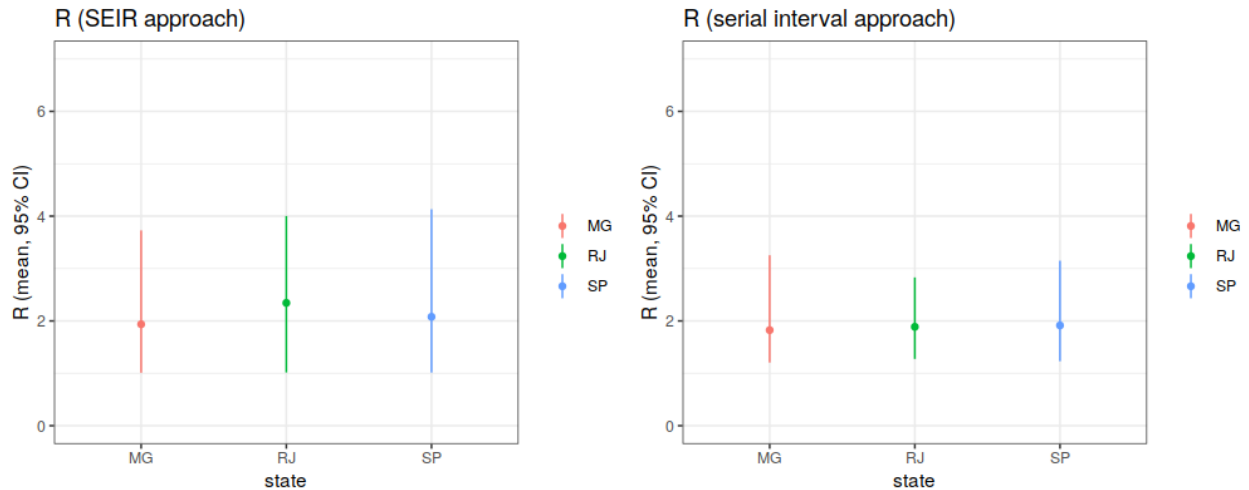 R (SEIR approach)
R (mean, 95% CI)
6
4
2
0
MG
RJ
SP
state
MG
RJ
SP
R (serial interval approach)
R (mean, 95% CI)
6
4
2
0
MG
RJ
SP
state
MG
RJ
SP